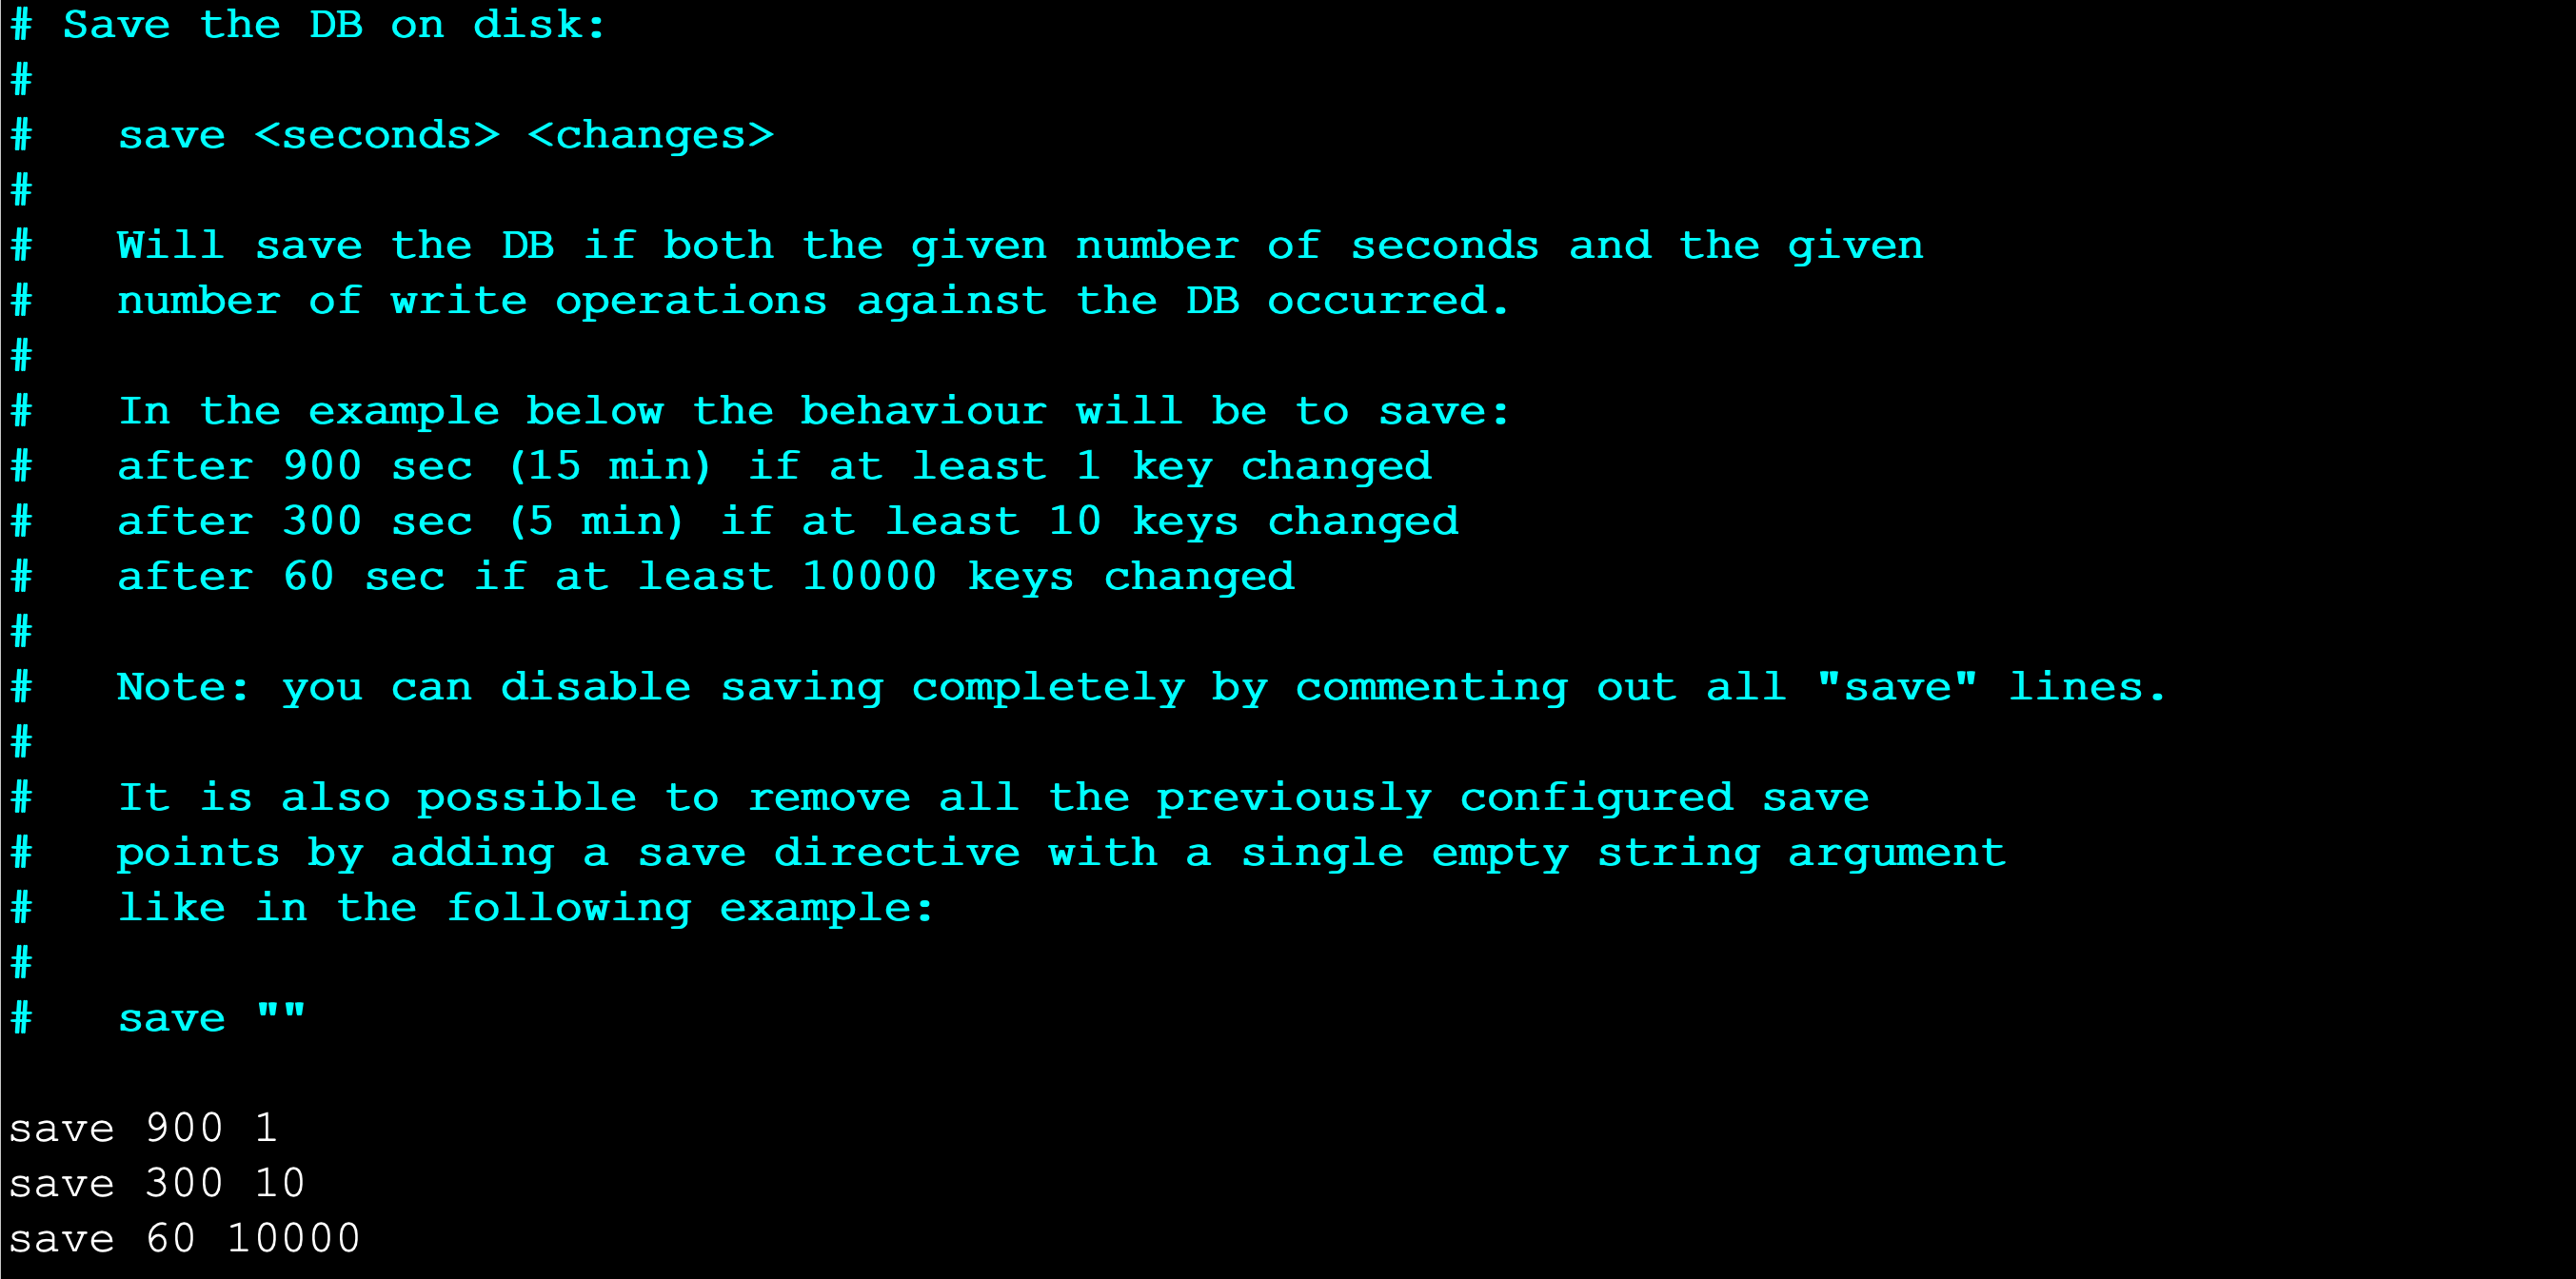 # Save the DB on disk:
#
#   save <seconds> <changes>
#
#   Will save the DB if both the given number of seconds and the given
#   number of write operations against the DB occurred.
#
#   In the example below the behaviour will be to save:
#   after 900 sec (15 min) if at least 1 key changed
#   after 300 sec (5 min) if at least 10 keys changed
#   after 60 sec if at least 10000 keys changed
#
#   Note: you can disable saving completely by commenting out all "save" lines.
#
#   It is also possible to remove all the previously configured save
#   points by adding a save directive with a single empty string argument
#   like in the following example:
#
#   save ""

save 900 1
save 300 10
save 60 10000